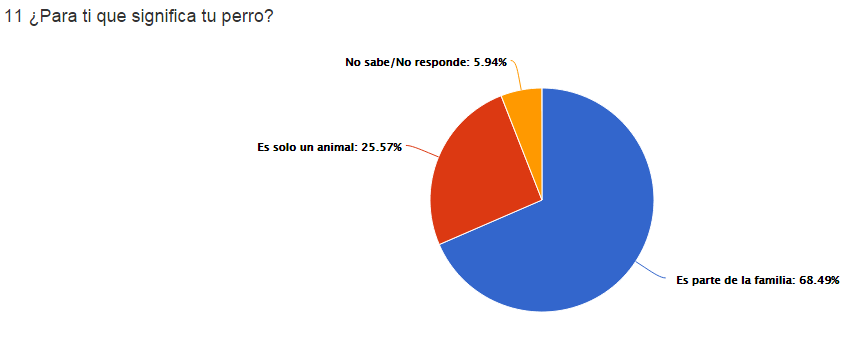 11 ¿Para ti que significa tu perro?
No sabe/No responde: 5.94%
Es solo un animal: 25.57%
Es parte de la familia: 68.49%